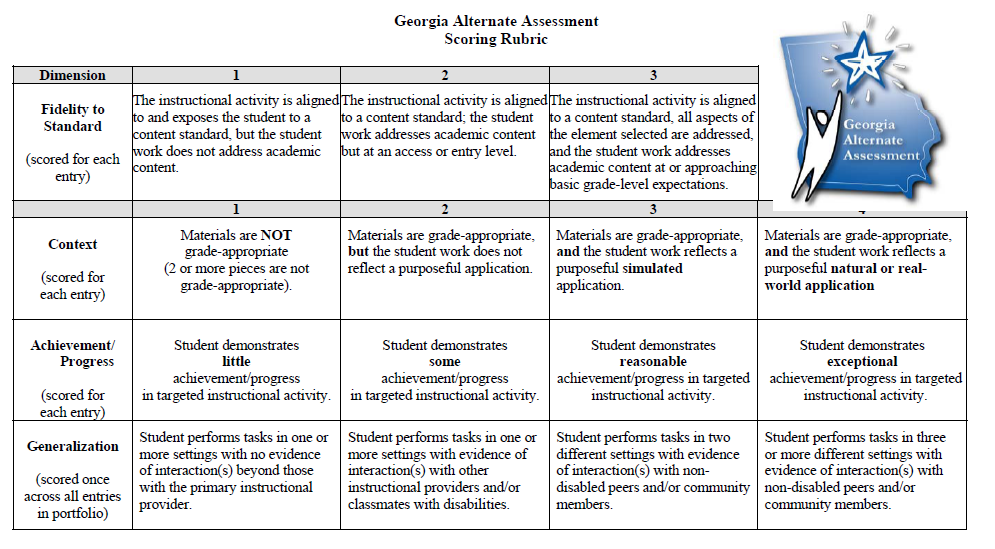 Georgia Alternate Assessment
Scoring Rubric
Georgia
Alternate
Assessment
Dimension
1
2
3
Fidelity to
Standard
(scored for each
entry)
The instructional activity is aligned
to and exposes the student to a
content standard, but the student
work does not address academic
content.
The instructional activity is aligned
to a content standard; the student
work addresses academic content
but at an access or entry level.
The instructional activity is aligned
to a content standard, all aspects of
the element selected are addressed,
and the student work addresses
academic content at or approaching
basic grade-level expectations.
1
2
3
Context
(scored for
each entry)
Materials are NOT
grade-appropriate
(2 or more pieces are not
grade-appropriate).
Materials are grade-appropriate,
but the student work does not
reflect a purposeful application.
Materials are grade-appropriate,
and the student work reflects a
purposeful simulated
application.
Materials are grade-appropriate,
and the student work reflects a
purposeful natural or real-
world application
Achievement/
Progress
(scored for
each entry)
Student demonstrates
little
achievement/progress
in targeted instructional activity.
Student demonstrates
some
achievement/progress
in targeted instructional activity.
Student demonstrates
reasonable
achievement/progress in targeted
instructional activity.
Student demonstrates
exceptional
achievement/progress in targeted
instructional activity.
Generalization
(scored once
across all entries
in portfolio)
Student performs tasks in one or
more settings with no evidence
of interaction(s) beyond those
with the primary instructional
provider.
Student performs tasks in one or
more settings with evidence of
interaction(s) with other
instructional providers and/or
classmates with disabilities.
Student performs tasks in two
different settings with evidence
of interaction(s) with non-
disabled peers and/or community
members.
Student performs tasks in three
or more different settings with
evidence of interaction(s) with
non-disabled peers and/or
community members.